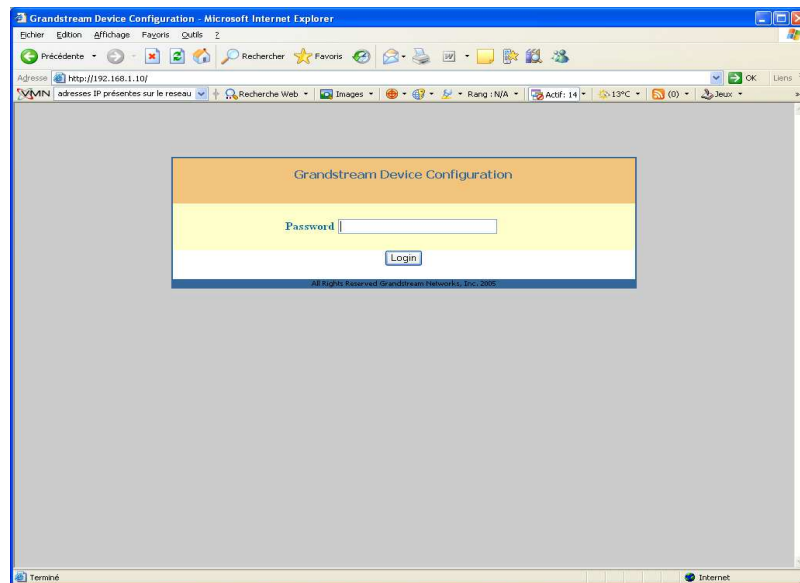 Grandstream Device Configuration - Microsoft Internet Explorer
Fichier Edition Affichage Favoris Outils ?
Précédente Rechercher Favoris
Adresse http://192.168.1.10/ OK Liens
VMN adresses IP présentes sur le reseau Recherche Web Images Rang : N/A Actif: 14 -13°C (0) Jeux
Grandstream Device Configuration
Password
Login
All Rights Reserved Grandstream Networks, Inc. 2005
Terminé Internet